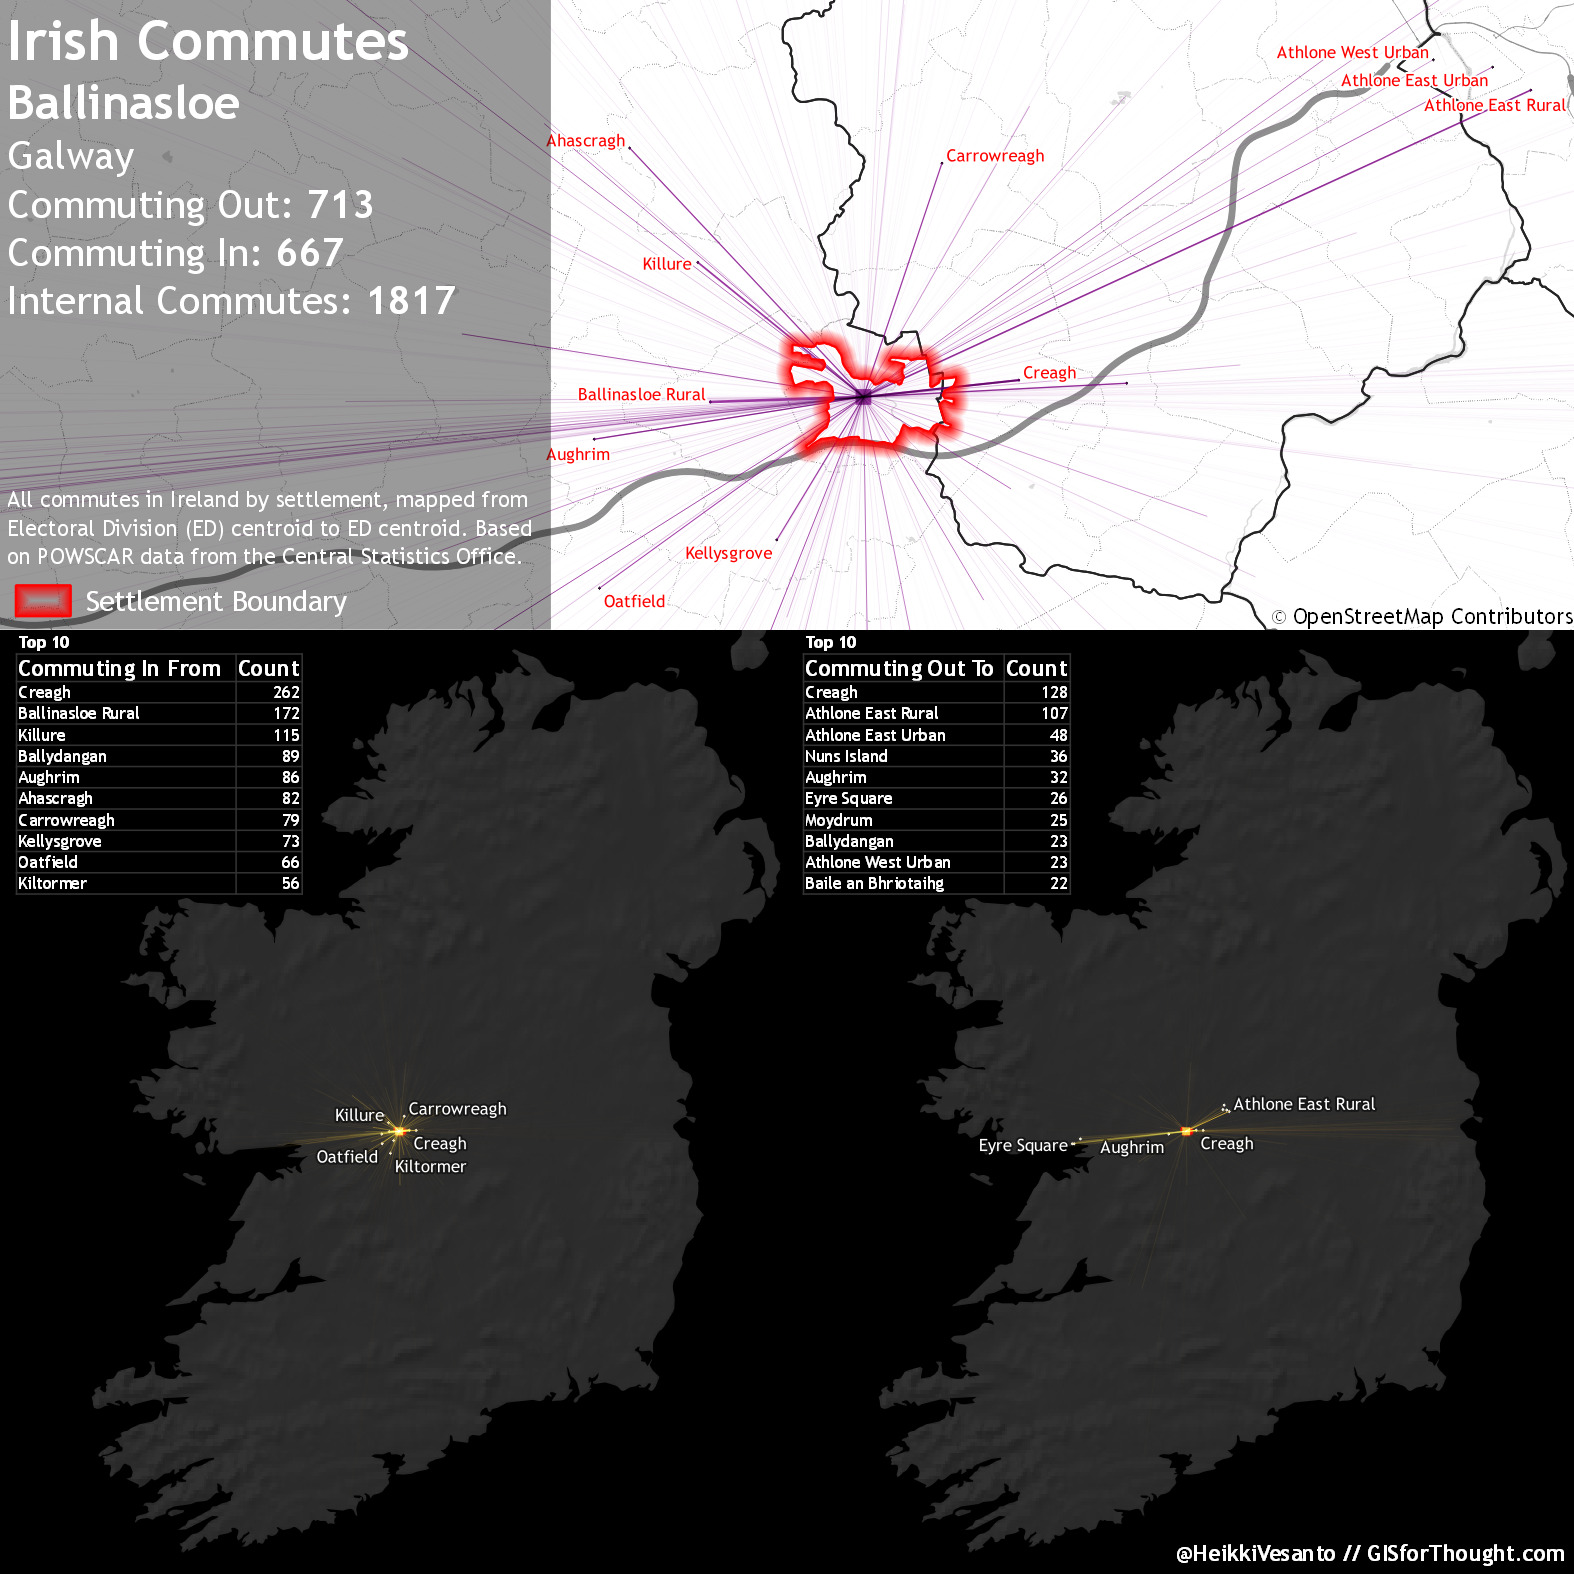 Irish Commutes
Ballinasloe
Galway
Commuting Out: 713
Commuting In: 667
Internal Commutes: 1817
All commutes in Ireland by settlement, mapped from
Electoral Division (ED) centroid to ED centroid. Based
on POWSCAR data from the Central Statistics Office.
Settlement Boundary
Athlone West Urban
Athlone East Urban
Athlone East Rural
Ahascragh
Carrowreagh
Killure
Creagh
Ballinasloe Rural
Aughrim
Kellysgrove
Oatfield
© OpenStreetMap Contributors
Top 10
Commuting In From Count
Creagh 262
Ballinasloe Rural 172
Killure 115
Ballydangan 89
Aughrim 86
Ahascragh 82
Carrowreagh 79
Kellysgrove 73
Oatfield 66
Kiltormer 56
Killure
Carrowreagh
Creagh
Oatfield
Kiltormer
Top 10
Commuting Out To Count
Creagh 128
Athlone East Rural 107
Athlone East Urban 48
Nuns Island 36
Aughrim 32
Eyre Square 26
Moydrum 25
Ballydangan 23
Athlone West Urban 23
Baile an Bhriotaihg 22
Athlone East Rural
Eyre Square
Aughrim
Creagh
@HeikkiVesanto // GISforThought.com